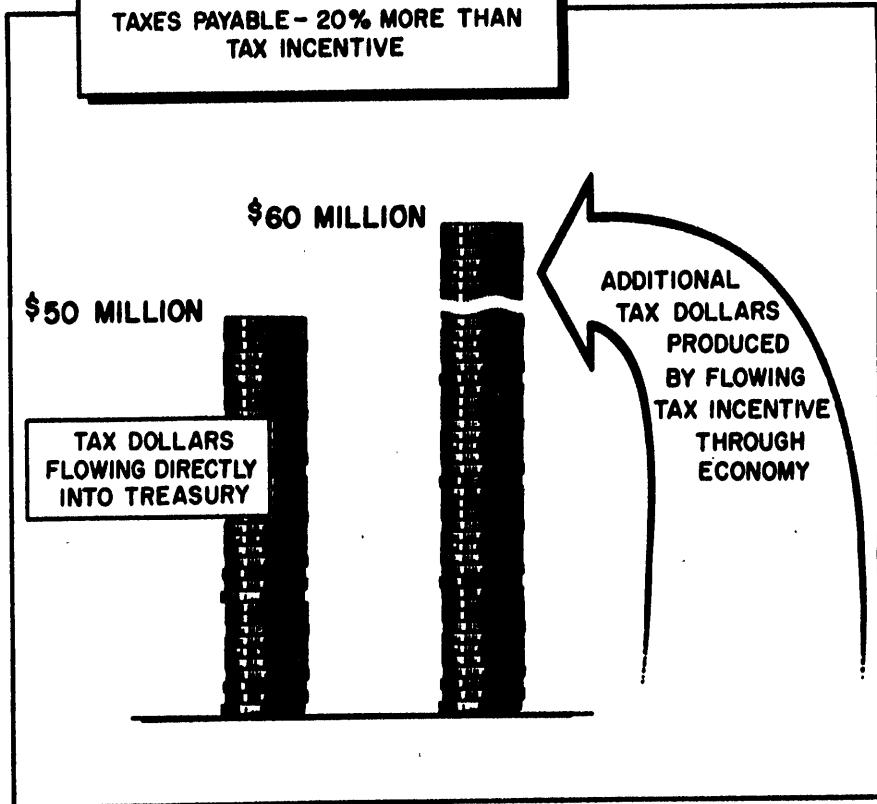 TAXES PAYABLE - 20% MORE THAN
TAX INCENTIVE
$60 MILLION
$50 MILLION
TAX DOLLARS
FLOWING DIRECTLY
INTO TREASURY
ADDITIONAL
TAX DOLLARS
PRODUCED
BY FLOWING
TAX INCENTIVE
THROUGH
ECONOMY